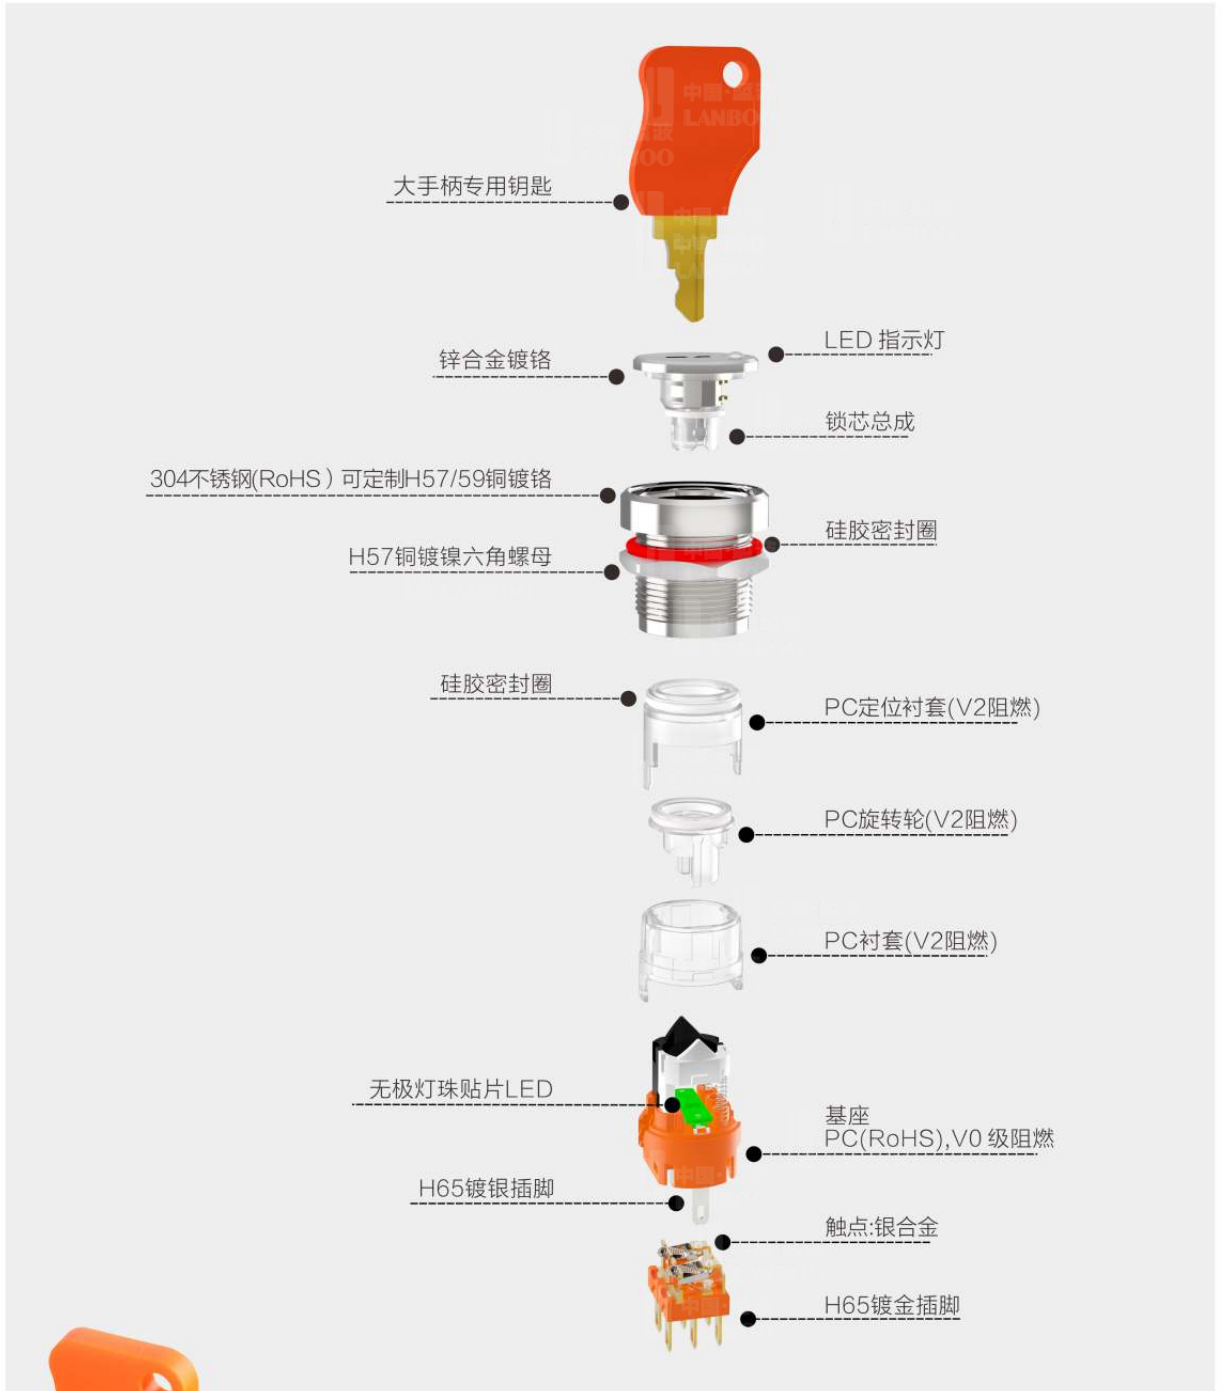 中国·蓝波
LANBOO
大手柄专用钥匙
LED 指示灯
锌合金镀铬
锁芯总成
304不锈钢(RoHS）可定制H57/59铜镀铬
硅胶密封圈
H57铜镀镍六角螺母
硅胶密封圈
PC定位衬套(V2阻燃)
PC旋转轮(V2阻燃)
PC衬套(V2阻燃)
无极灯珠贴片LED
基座
PC(RoHS),V0 级阻燃
H65镀银插脚
触点:银合金
H65镀金插脚